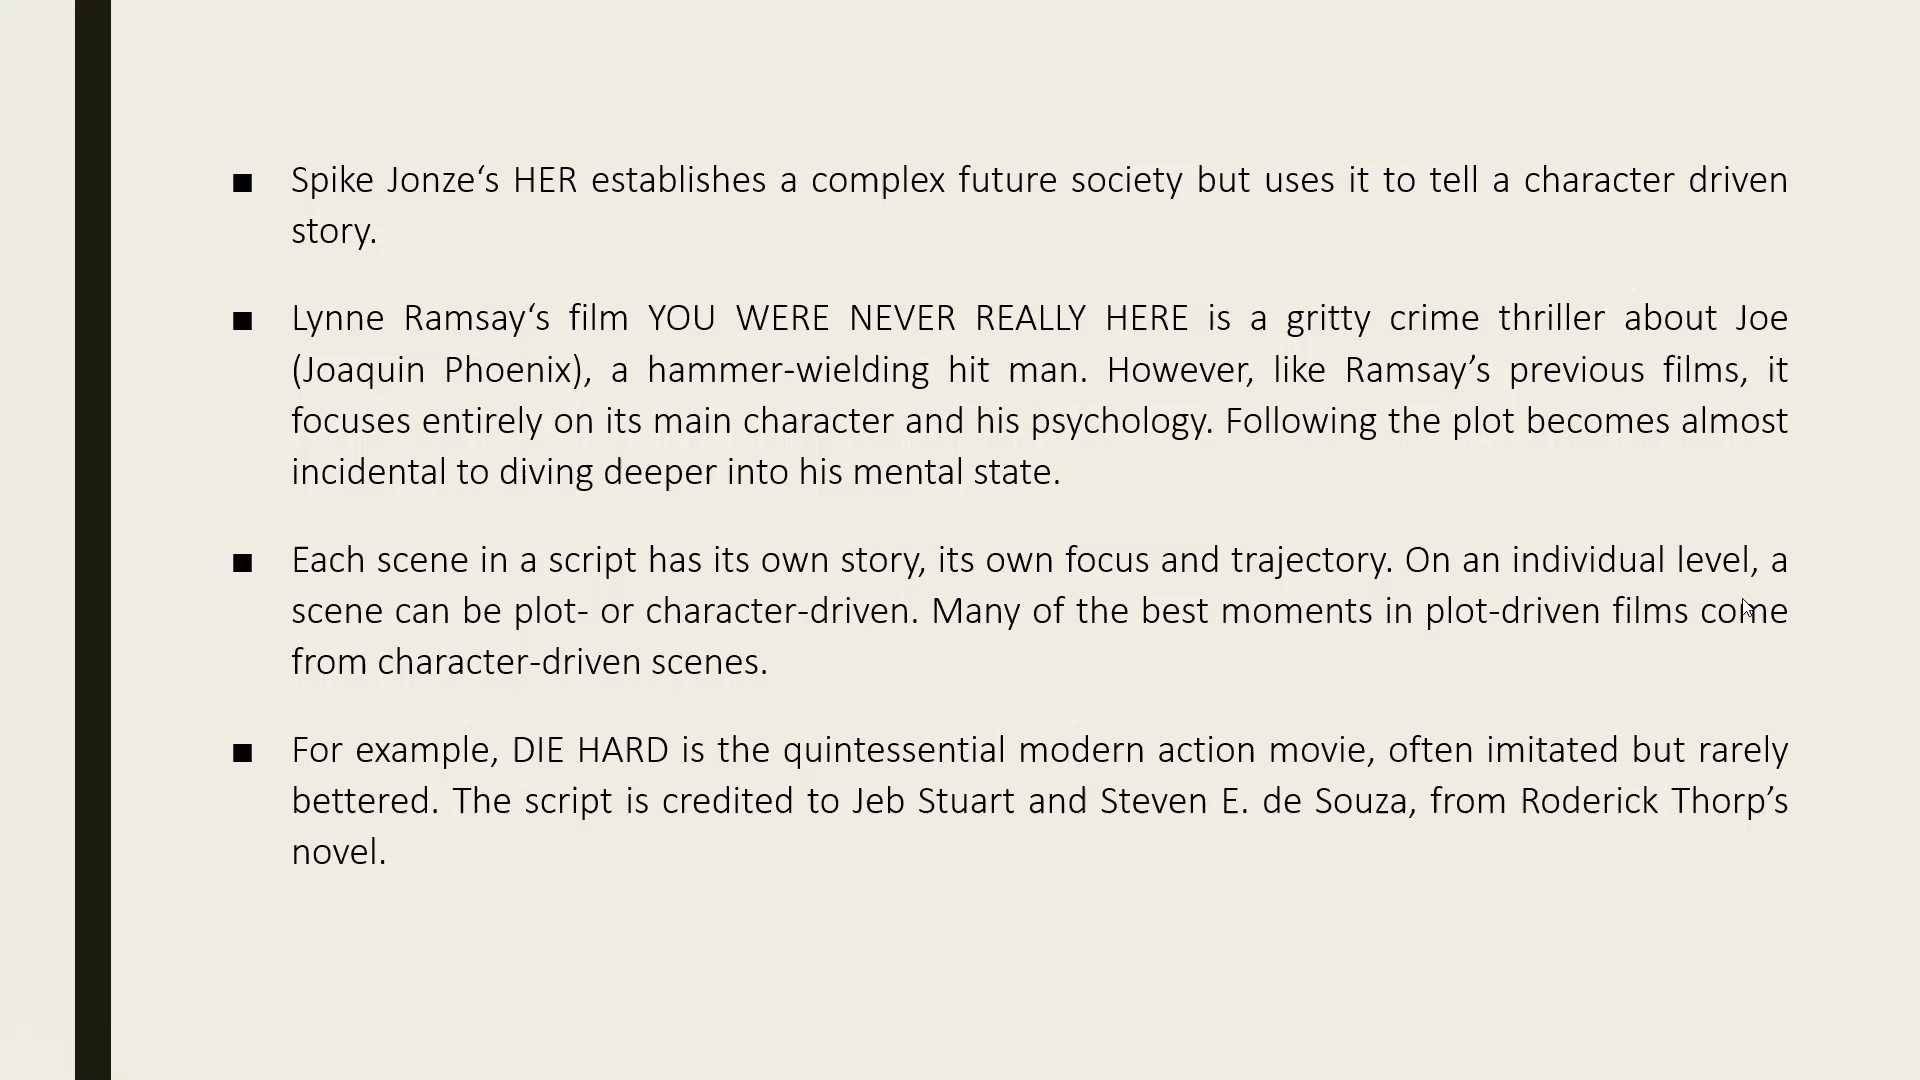 ■ Spike Jonze‘s HER establishes a complex future society but uses it to tell a character driven
story.
■ Lynne Ramsay‘s film YOU WERE NEVER REALLY HERE is a gritty crime thriller about Joe
(Joaquin Phoenix), a hammer-wielding hit man. However, like Ramsay’s previous films, it
focuses entirely on its main character and his psychology. Following the plot becomes almost
incidental to diving deeper into his mental state.
■ Each scene in a script has its own story, its own focus and trajectory. On an individual level, a
scene can be plot- or character-driven. Many of the best moments in plot-driven films come
from character-driven scenes.
■ For example, DIE HARD is the quintessential modern action movie, often imitated but rarely
bettered. The script is credited to Jeb Stuart and Steven E. de Souza, from Roderick Thorp’s
novel.